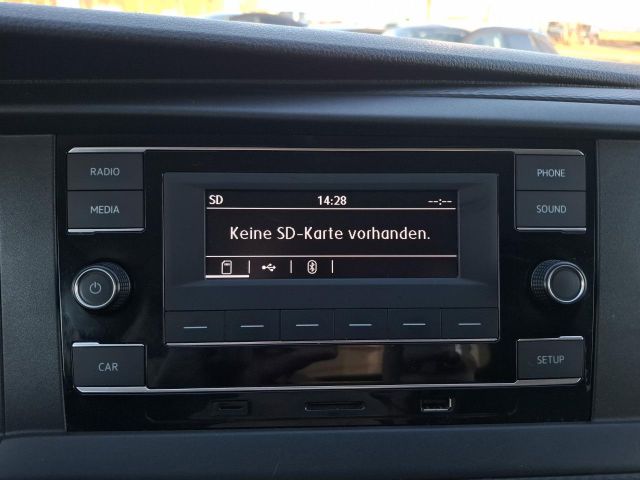 RADIO
MEDIA
SD 14:28 --:--
Keine SD-Karte vorhanden.
PHONE
SOUND
CAR
SETUP